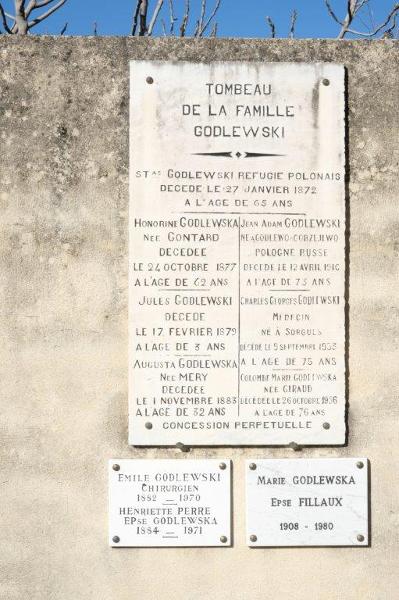 TOMBEAU
DE LA FAMILLE
GODLEWSKI
STAS GODLEWSKI REFUGIE POLONAIS
DECEDE LE 27 JANVIER 1872
A L'AGE DE 65 ANS
HONORINE GODLEWSKA
NEE GONTARD
DECEDEE
LE 24 OCTOBRE 1877
A L'AGE DE 62 ANS
JULES GODLEWSKI
DECEDE
LE 17 FEVRIER 1879
A LAGE DE 3 ANS
AUGUSTA GODLEWSKA
NEE MERY
DECEDEE
LE 1 NOVEMBRE 1883
A LAGE DE 32 ANS
JEAN ADAM GODLEWSKI
NE A GODLEWO-GORZEJWO
POLOGNE RUSSE
DECEDE LE 12 AVRIL 1910
A L'AGE DE 73 ANS
CHARLES GEORGES GODLEWSKI
MEDECIN
NE A SORGUES
DECEDE LE 9 SEPTEMBRE 1953
A L'AGE DE 75 ANS
COLOMBE MARIE GODLEWSKA
NEE GIRAUD
DECEDEE LE 26 OCTOBRE 1956
A L'AGE DE 76 ANS
CONCESSION PERPETUELLE
EMILE GODLEWSKI
CHIRURGIEN
1882 — 1970
HENRIETTE PERRE
EPSE GODLEWSKA
1884 — 1971
MARIE GODLEWSKA
EPSE FILLAUX
1908 - 1980